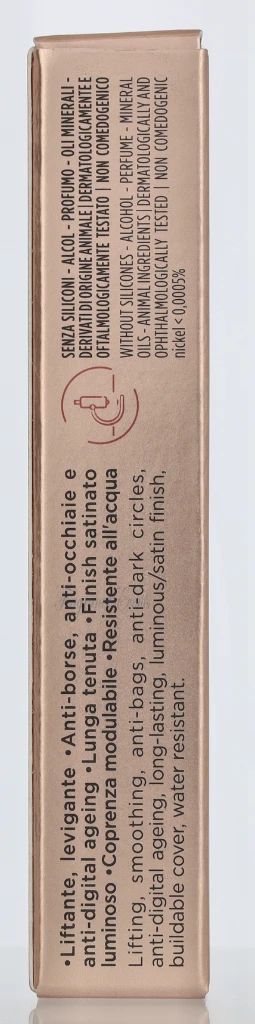 •Liftante, levigante •Anti-borse, anti-occhiaie e
anti-digital ageing •Lunga tenuta •Finish satinato
luminoso •Coprenza modulabile •Resistente all'acqua
Lifting, smoothing, anti-bags, anti-dark circles,
anti-digital ageing, long-lasting, luminous/satin finish,
buildable cover, water resistant.
SENZA SILICONI - ALCOL - PROFUMO - OLI MINERALI -
DERIVATI DI ORIGINE ANIMALE | DERMATOLOGICAMENTE E
OFTALMOLOGICAMENTE TESTATO | NON COMEDOGENICO
WITHOUT SILICONES - ALCOHOL - PERFUME - MINERAL
OILS - ANIMAL INGREDIENTS | DERMATOLOGICALLY AND
OPHTHALMOLOGICALLY TESTED | NON COMEDOGENIC
nickel < 0,0005%